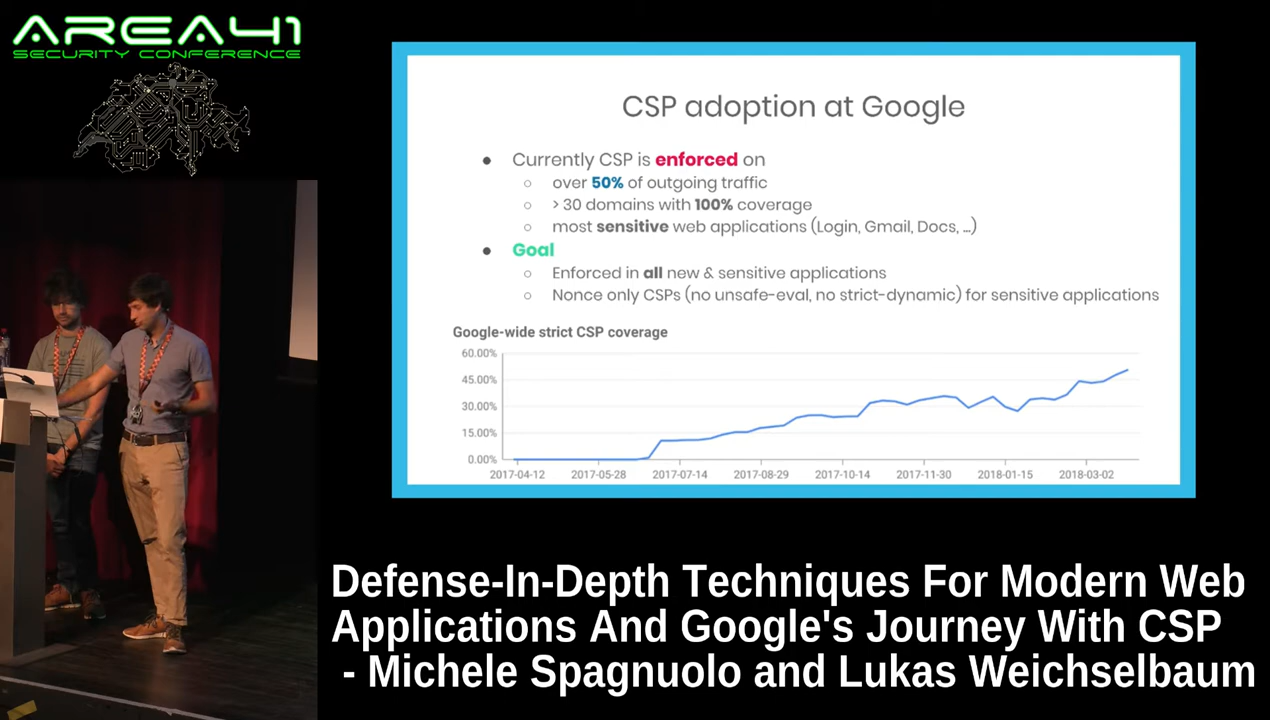 AREA41
SECURITY CONFERENCE
CSP adoption at Google
● Currently CSP is enforced on
○ over 50% of outgoing traffic
○ > 30 domains with 100% coverage
○ most sensitive web applications (Login, Gmail, Docs, …)
● Goal
○ Enforced in all new & sensitive applications
○ Nonce only CSPs (no unsafe-eval, no strict-dynamic) for sensitive applications
Google-wide strict CSP coverage
60.00%
45.00%
30.00%
15.00%
0.00%
2017-04-12 2017-05-28 2017-07-14 2017-08-29 2017-10-14 2017-11-30 2018-01-15 2018-03-02
Defense-In-Depth Techniques For Modern Web
Applications And Google's Journey With CSP
- Michele Spagnuolo and Lukas Weichselbaum